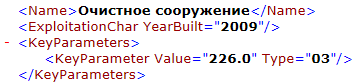 <Name>Очистное сооружение</Name>
<ExploitationChar YearBuilt="2009"/>
- <KeyParameters>
<KeyParameter Value="226.0" Type="03"/>
</KeyParameters>